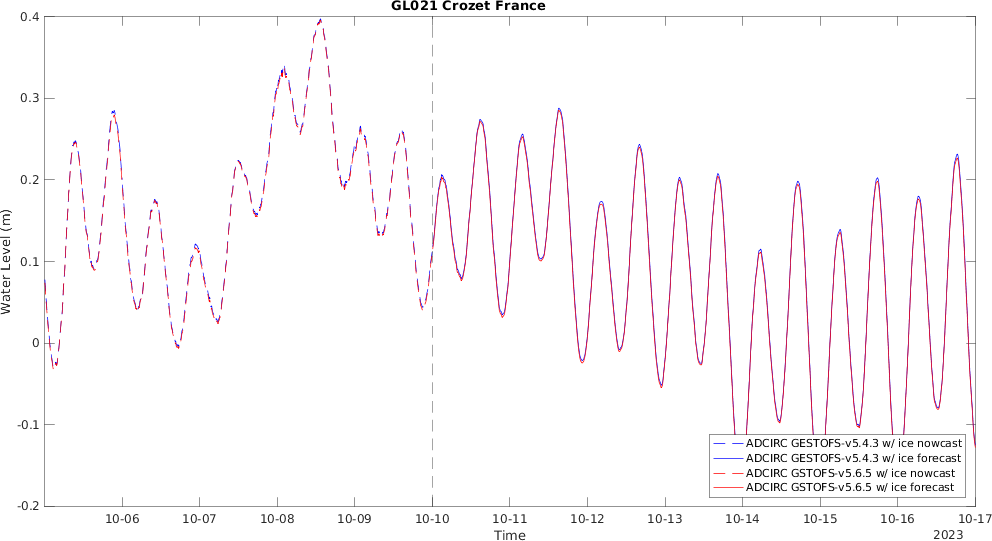 GL021 Crozet France
0.4
0.3
0.2
0.1
0
-0.1
-0.2
Water Level (m)
ADCIRC GESTOFS-v5.4.3 w/ ice nowcast
ADCIRC GESTOFS-v5.4.3 w/ ice forecast
ADCIRC GSTOFS-v5.6.5 w/ ice nowcast
ADCIRC GSTOFS-v5.6.5 w/ ice forecast
10-06 10-07 10-08 10-09 10-10 10-11 10-12 10-13 10-14 10-15 10-16 10-17
Time
2023